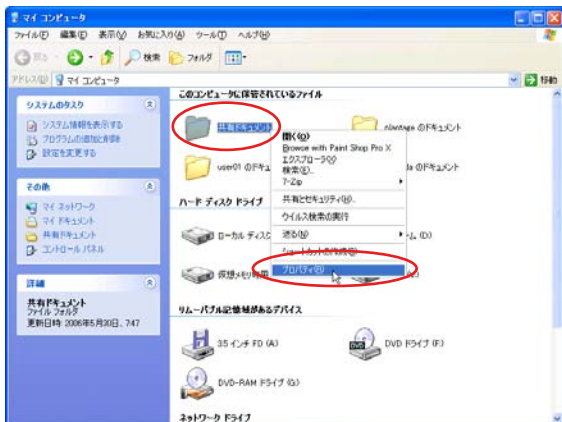 マイ コンピュータ
ファイル(F) 編集(E) 表示(V) お気に入り(A) ツール(T) ヘルプ(H)
戻る 検索 フォルダ
アドレス(D) マイ コンピュータ 移動
システムのタスク
システム情報を表示する
プログラムの追加と削除
設定を変更する
その他
マイ ネットワーク
マイ ドキュメント
共有ドキュメント
コントロール パネル
詳細
共有ドキュメント
ファイル フォルダ
更新日時: 2006年5月30日、7:47
このコンピュータに保管されているファイル
共有ドキュメント
のドキュメント
user01 のドキュ
のドキュメント
ハード ディスク ドライブ
ローカル ディスク
(D:)
仮想メモリ専用
開く(O)
Browse with Paint Shop Pro X
エクスプローラ(X)
検索(E)...
7-Zip
共有とセキュリティ(H)...
ウイルス検索の実行
送る(N)
ショートカットの作成(S)
プロパティ(R)
リムーバブル記憶域があるデバイス
3.5 インチ FD (A:)
DVD ドライブ (F:)
DVD-RAM ドライブ (G:)
ネットワーク ドライブ